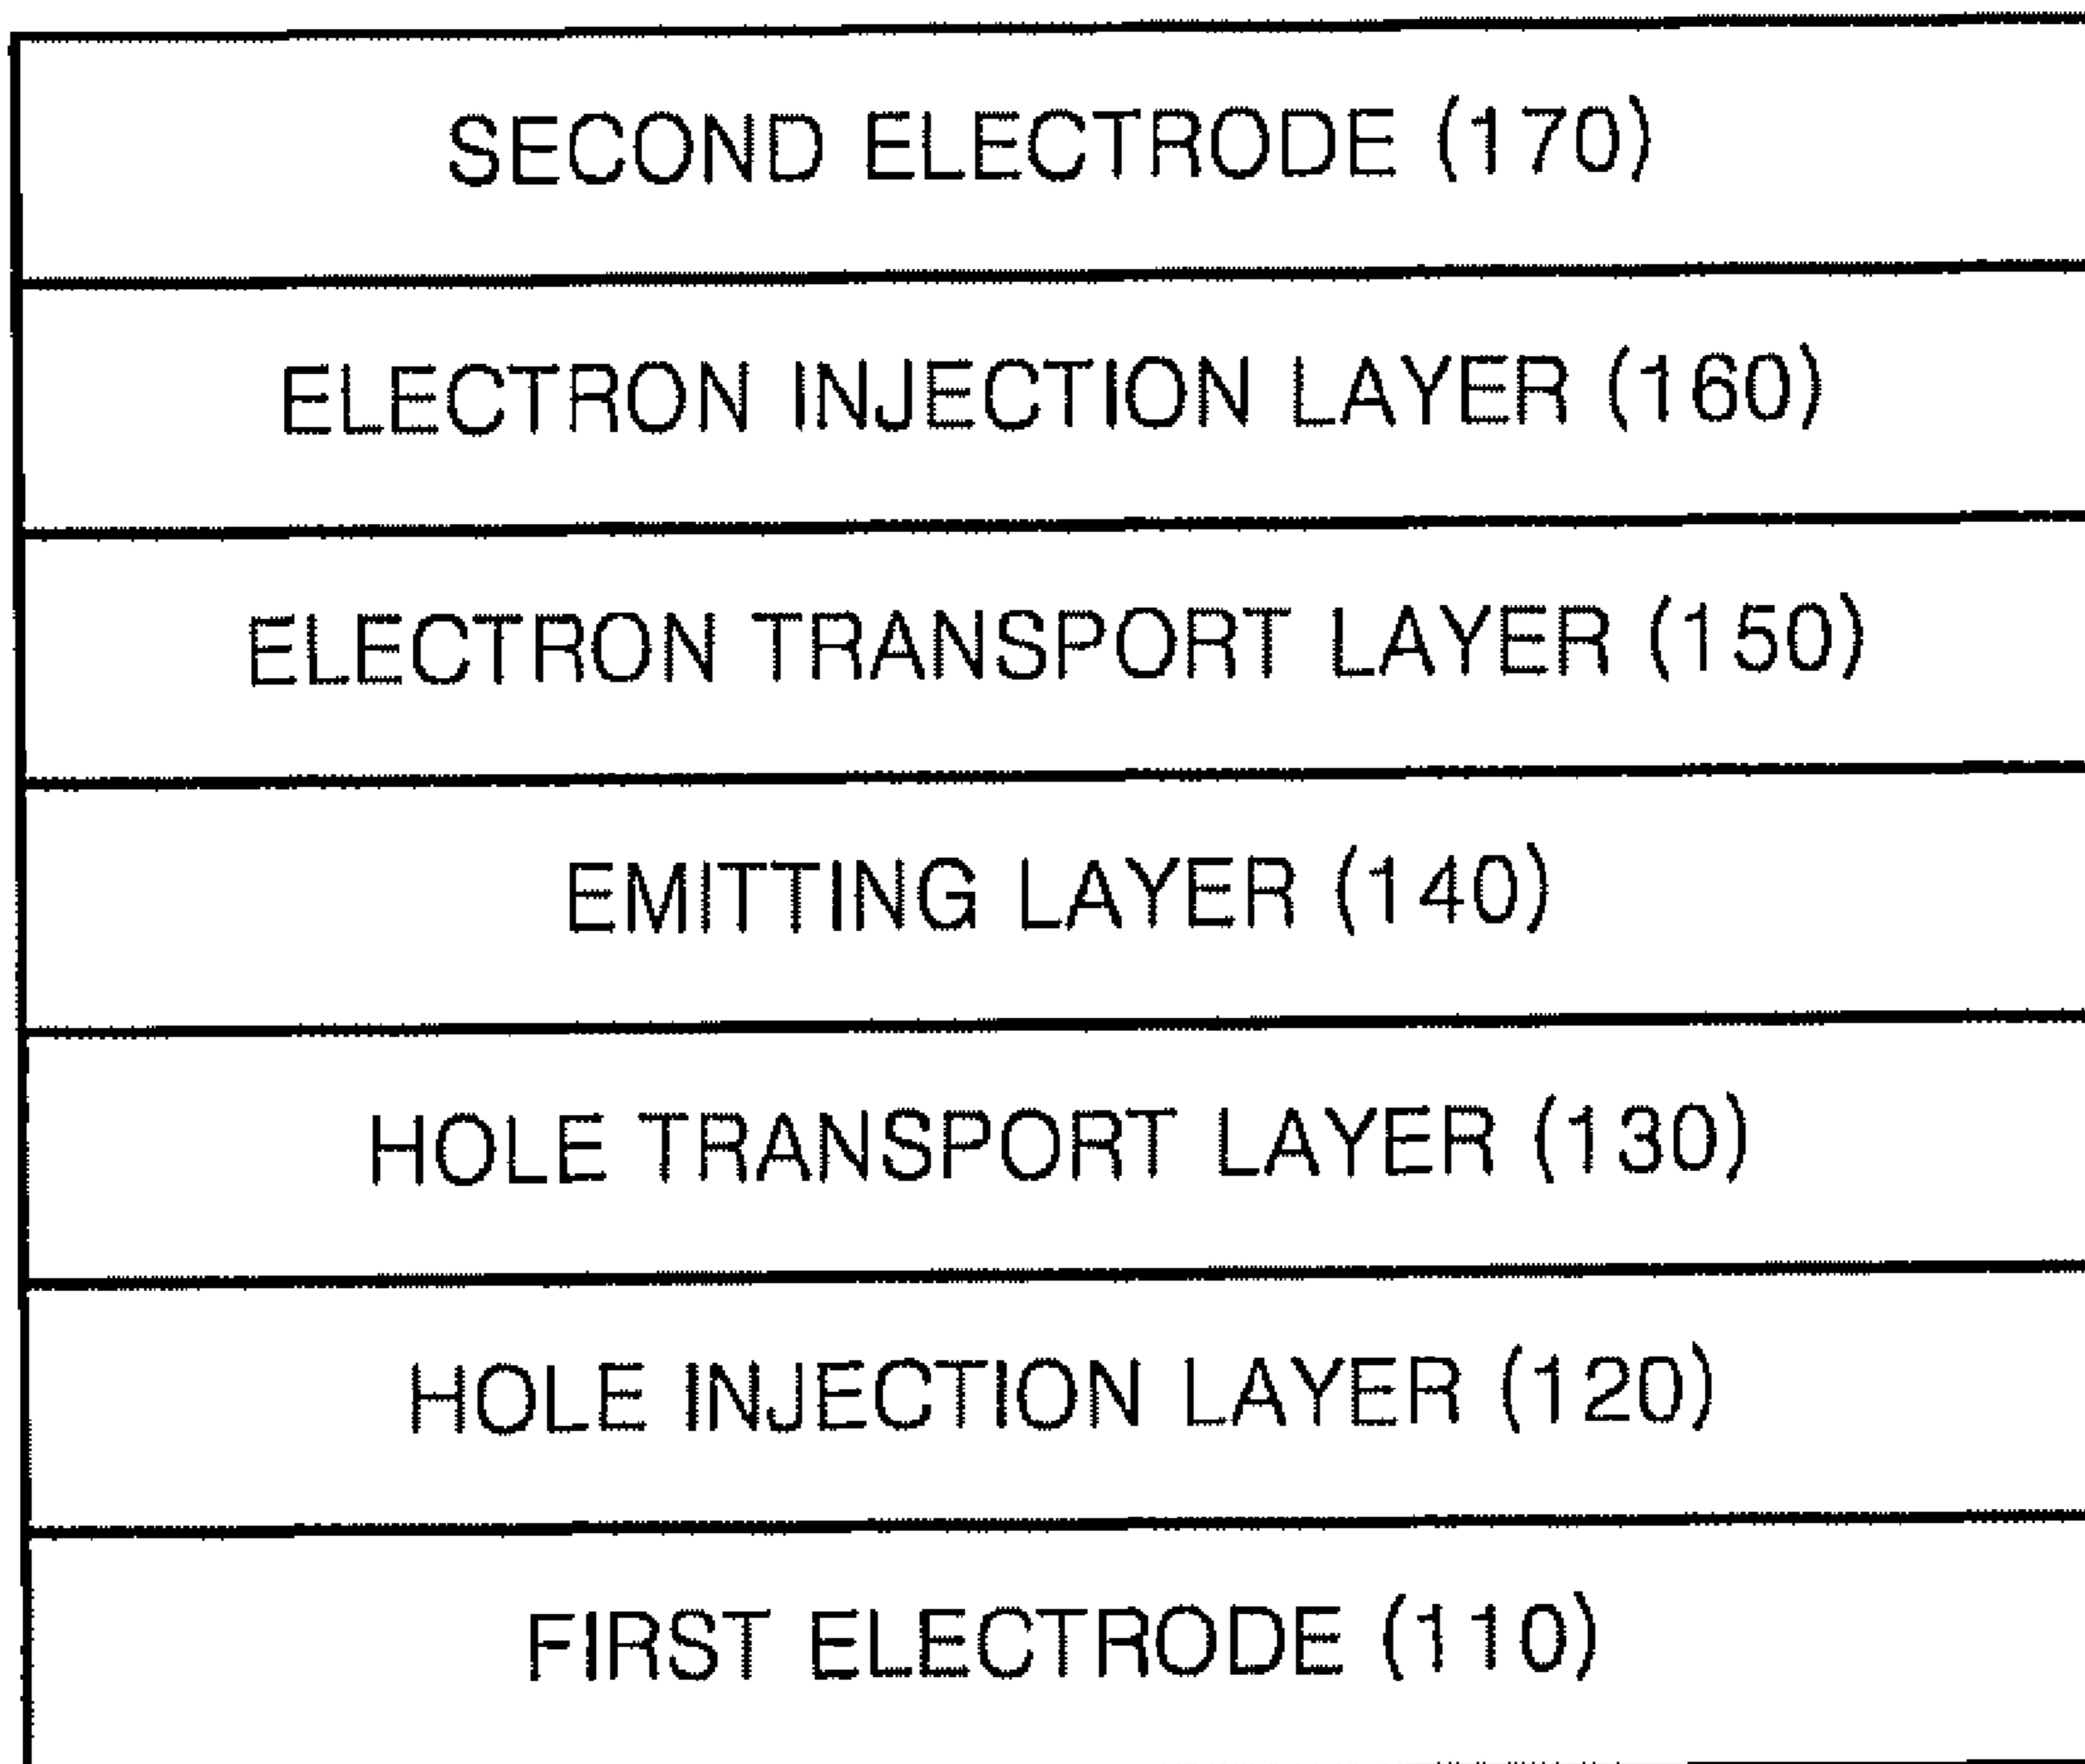 SECOND ELECTRODE (170)
ELECTRON INJECTION LAYER (160)
ELECTRON TRANSPORT LAYER (150)
EMITTING LAYER (140)
HOLE TRANSPORT LAYER (130)
HOLE INJECTION LAYER (120)
FIRST ELECTRODE (110)